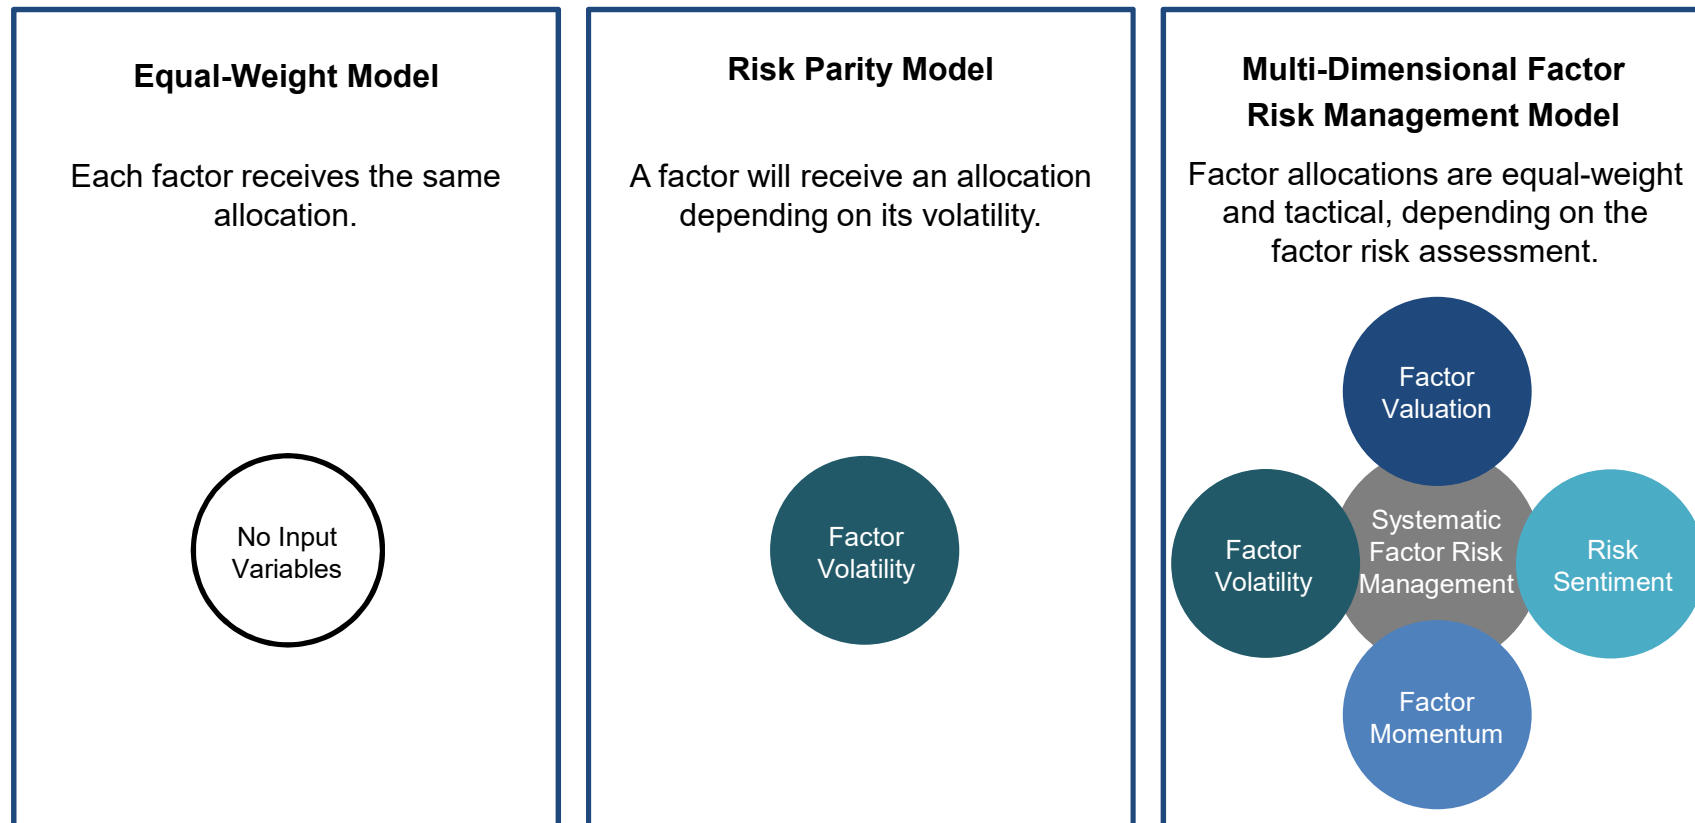 Equal-Weight Model
Each factor receives the same
allocation.
No Input
Variables
Risk Parity Model
A factor will receive an allocation
depending on its volatility.
Factor
Volatility
Multi-Dimensional Factor
Risk Management Model
Factor allocations are equal-weight
and tactical, depending on the
factor risk assessment.
Factor
Valuation
Factor
Volatility
Systematic
Factor Risk
Management
Risk
Sentiment
Factor
Momentum